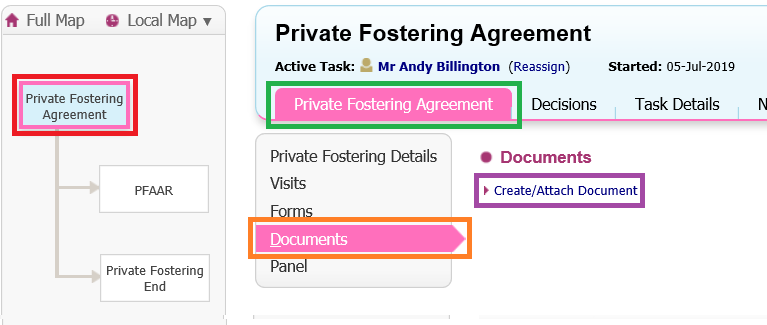 Full Map
Local Map
Private Fostering
Agreement
PFAAR
Private Fostering
End
Private Fostering Agreement
Active Task: Mr Andy Billington (Reassign) Started: 05-Jul-2019
Private Fostering Agreement Decisions Task Details N
Private Fostering Details
Visits
Forms
Documents
Panel
Documents
Create/Attach Document